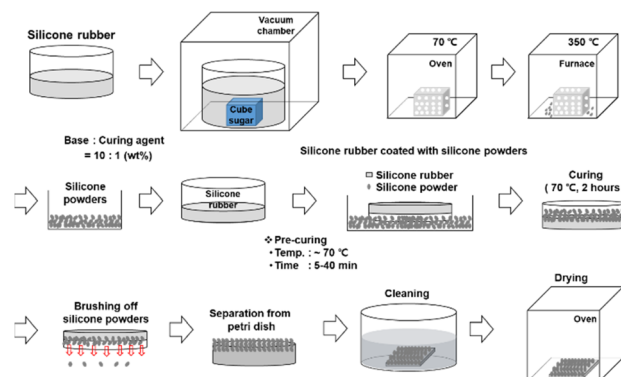 Silicone rubber
Vacuum
chamber
Cube
sugar
70 ℃
Oven
350 ℃
Furnace
Base : Curing agent
= 10 : 1 (wt%)
Silicone rubber coated with silicone powders
Silicone
powders
Silicone
rubber
Silicone rubber
Silicone powder
Curing
( 70 ℃, 2 hours
❖ Pre-curing
• Temp. : ~ 70 ℃
• Time : 5-40 min
Brushing off
silicone powders
Separation from
petri dish
Cleaning
Drying
Oven